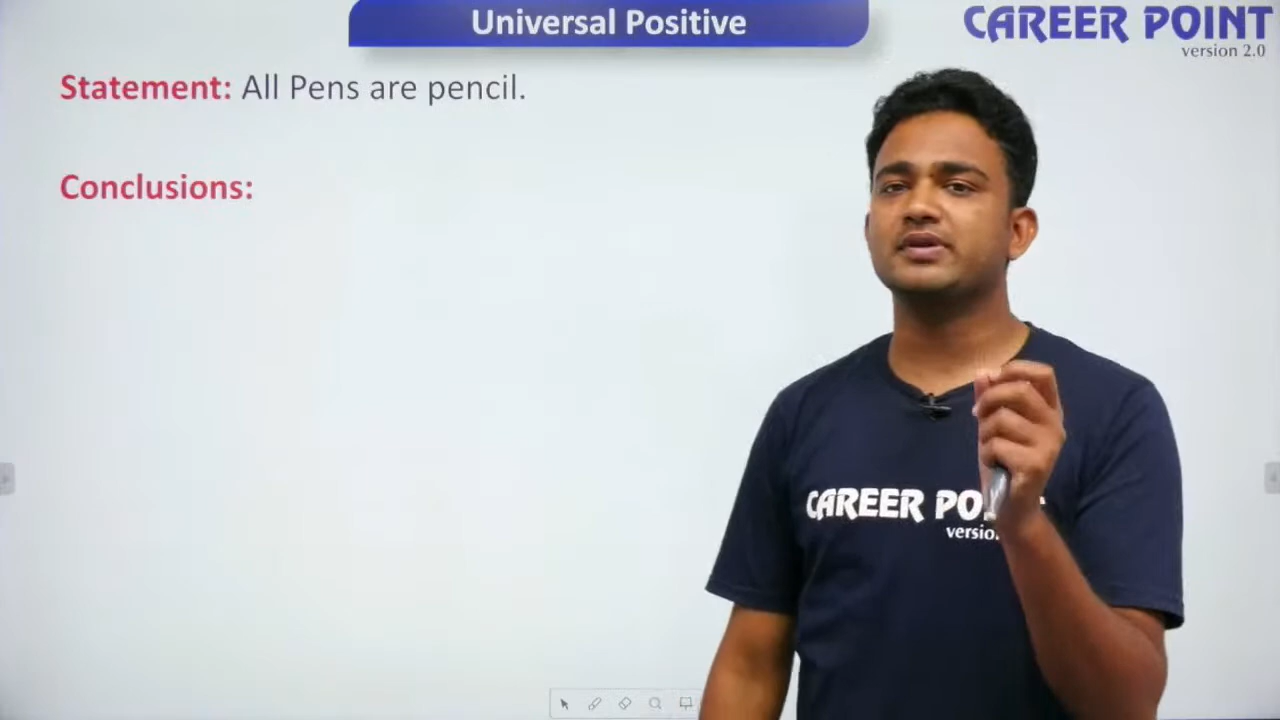 Universal Positive
CAREER POINT
version 2.0
Statement: All Pens are pencil.
Conclusions:
CAREER PO
versio